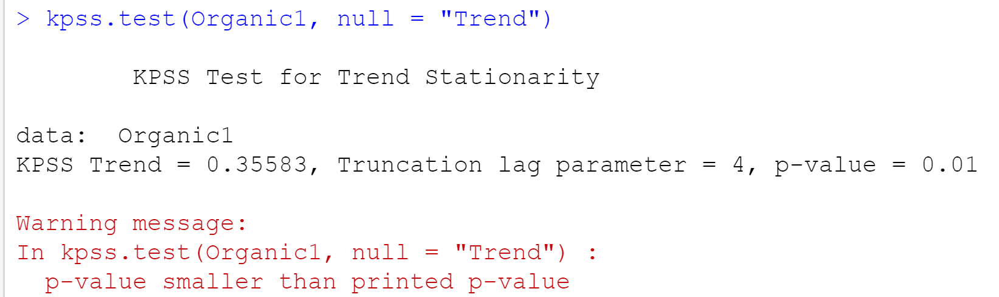 > kpss.test(Organic1, null = "Trend")
KPSS Test for Trend Stationarity
data:  Organic1
KPSS Trend = 0.35583, Truncation lag parameter = 4, p-value = 0.01
Warning message:
In kpss.test(Organic1, null = "Trend") :
p-value smaller than printed p-value